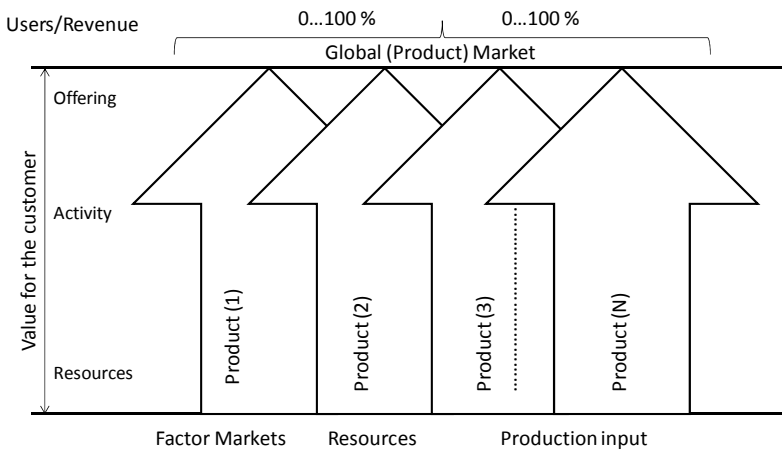 0…100 %
0…100 %
Users/Revenue
Global (Product) Market
Offering
Value for the customer
Activity
Product (1)
Product (2)
Product (3)
Product (N)
Resources
Factor Markets
Resources
Production input